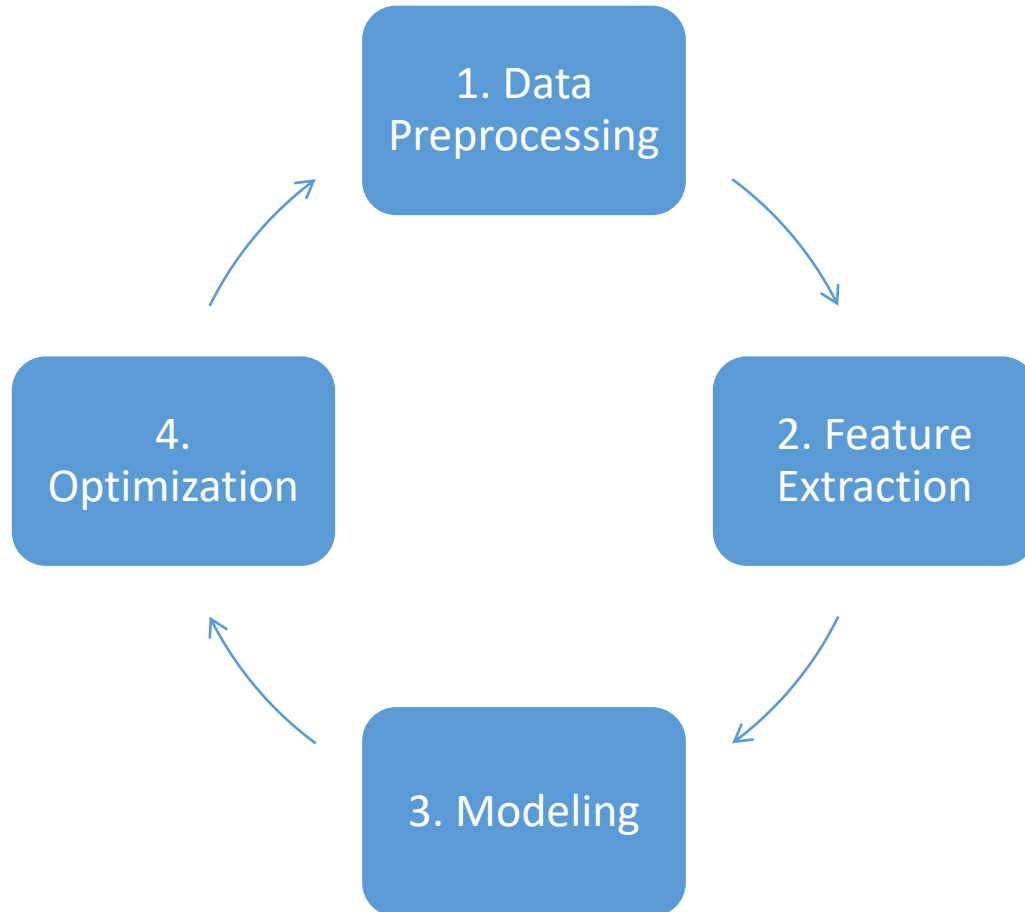 1. Data
Preprocessing
2. Feature
Extraction
3. Modeling
4.
Optimization